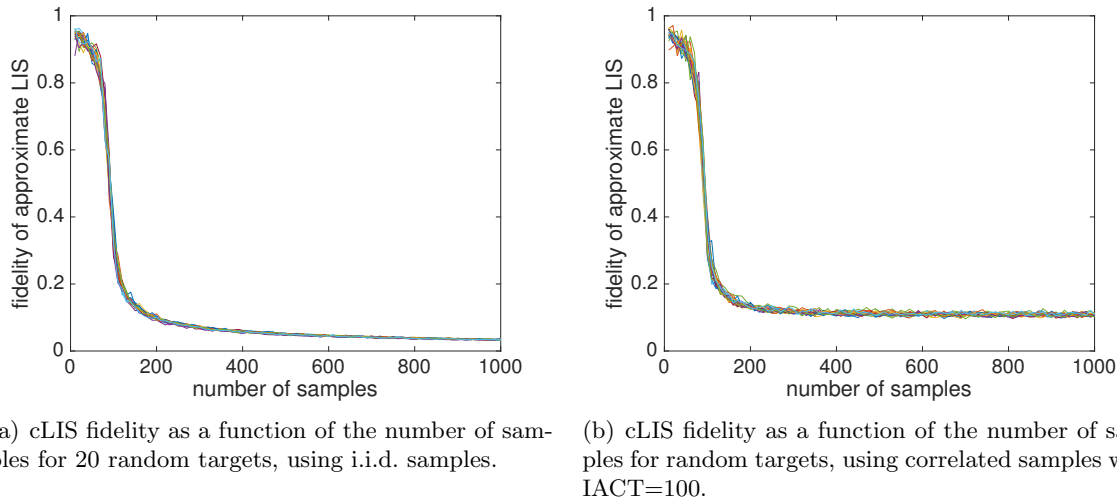 1
0.8
0.6
0.4
0.2
0
fidelity of approximate LIS
0 200 400 600 800 1000
number of samples
a) cLIS fidelity as a function of the number of sam-
ples for 20 random targets, using i.i.d. samples.
1
0.8
0.6
0.4
0.2
0
fidelity of approximate LIS
0 200 400 600 800 1000
number of samples
(b) cLIS fidelity as a function of the number of sa
ples for random targets, using correlated samples
IACT=100.